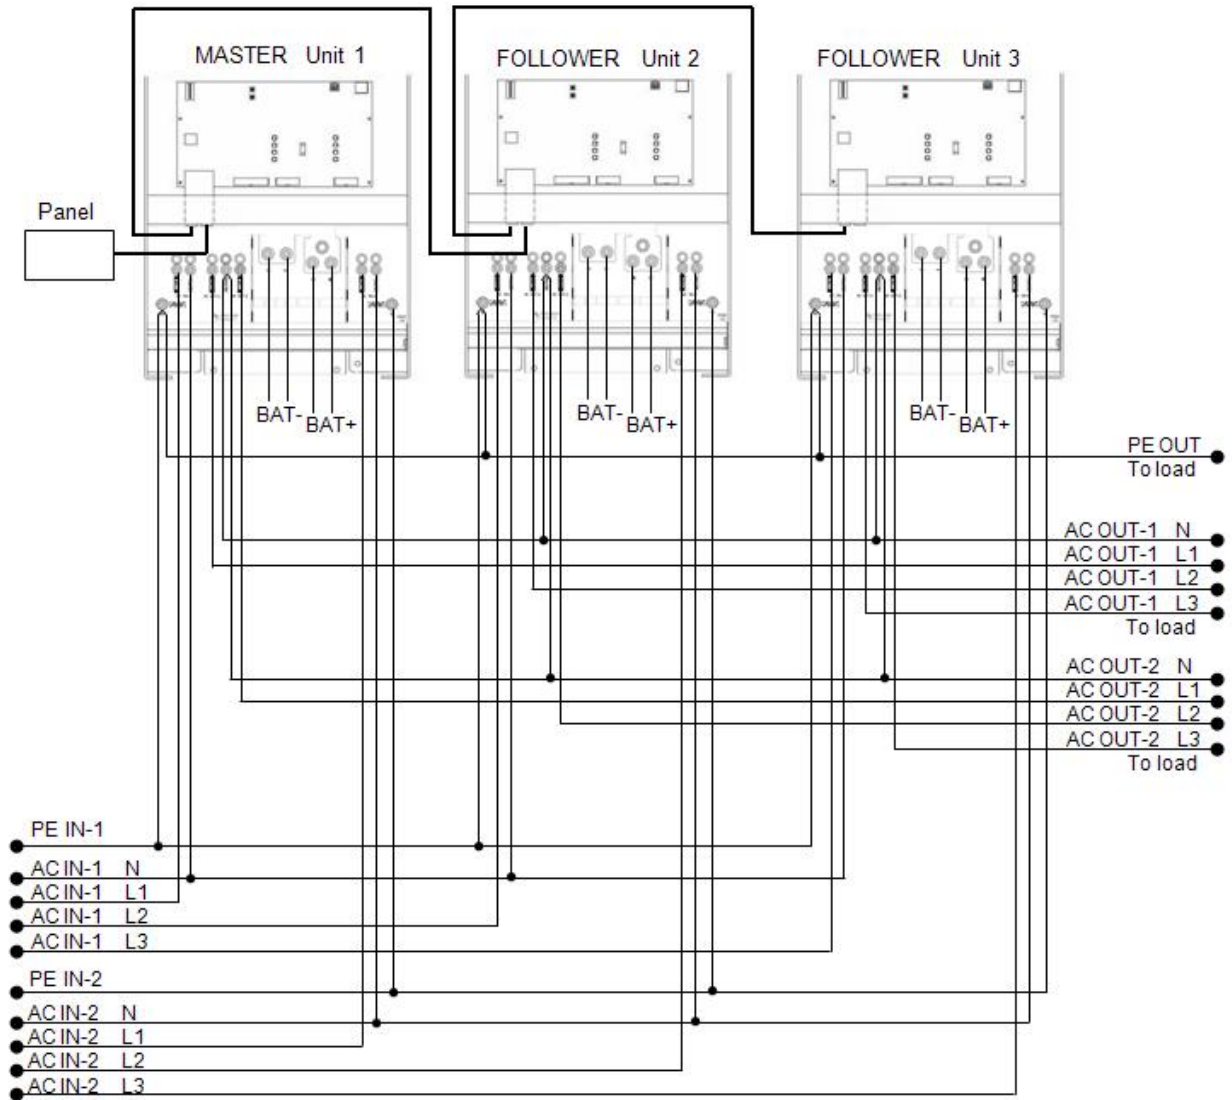 MASTER Unit 1
FOLLOWER Unit 2
FOLLOWER Unit 3
Panel
BAT-
BAT+
BAT-
BAT+
BAT-
BAT+
PE OUT
To load
AC OUT-1 N
AC OUT-1 L1
AC OUT-1 L2
AC OUT-1 L3
To load
AC OUT-2 N
AC OUT-2 L1
AC OUT-2 L2
AC OUT-2 L3
To load
PE IN-1
AC IN-1 N
AC IN-1 L1
AC IN-1 L2
AC IN-1 L3
PE IN-2
AC IN-2 N
AC IN-2 L1
AC IN-2 L2
AC IN-2 L3